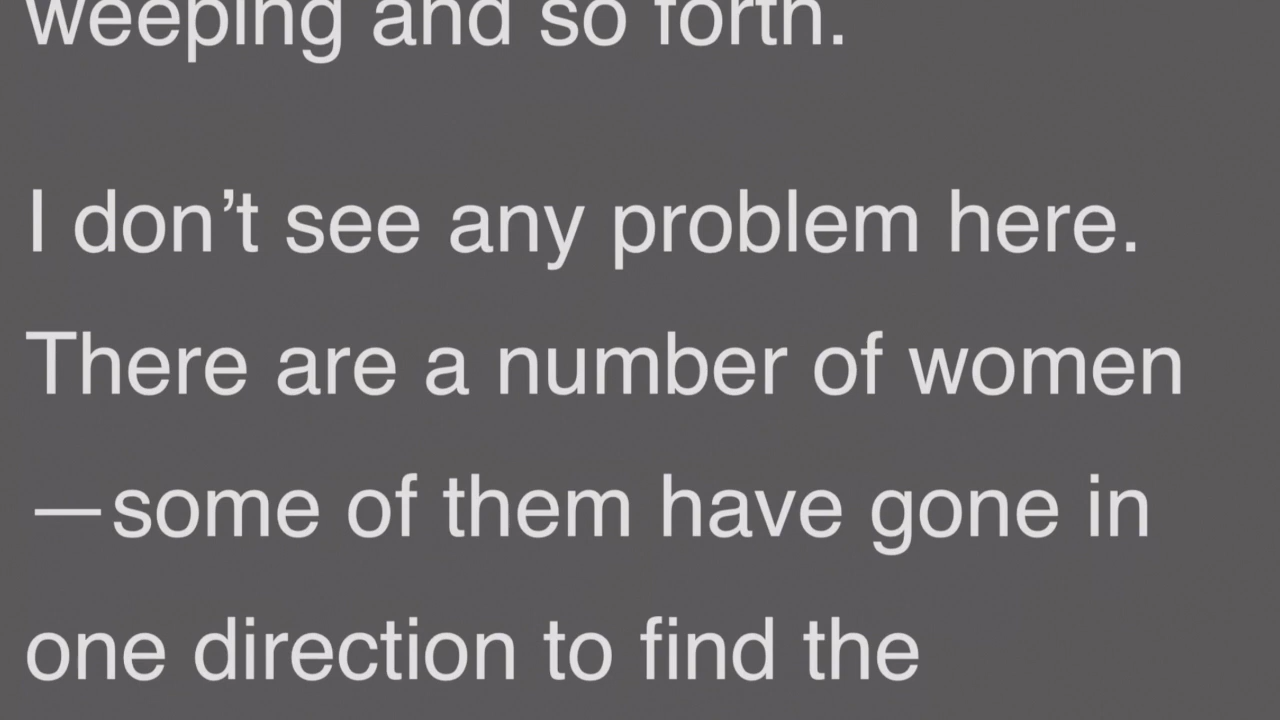 weeping and so forth.
I don’t see any problem here.
There are a number of women
—some of them have gone in
one direction to find the